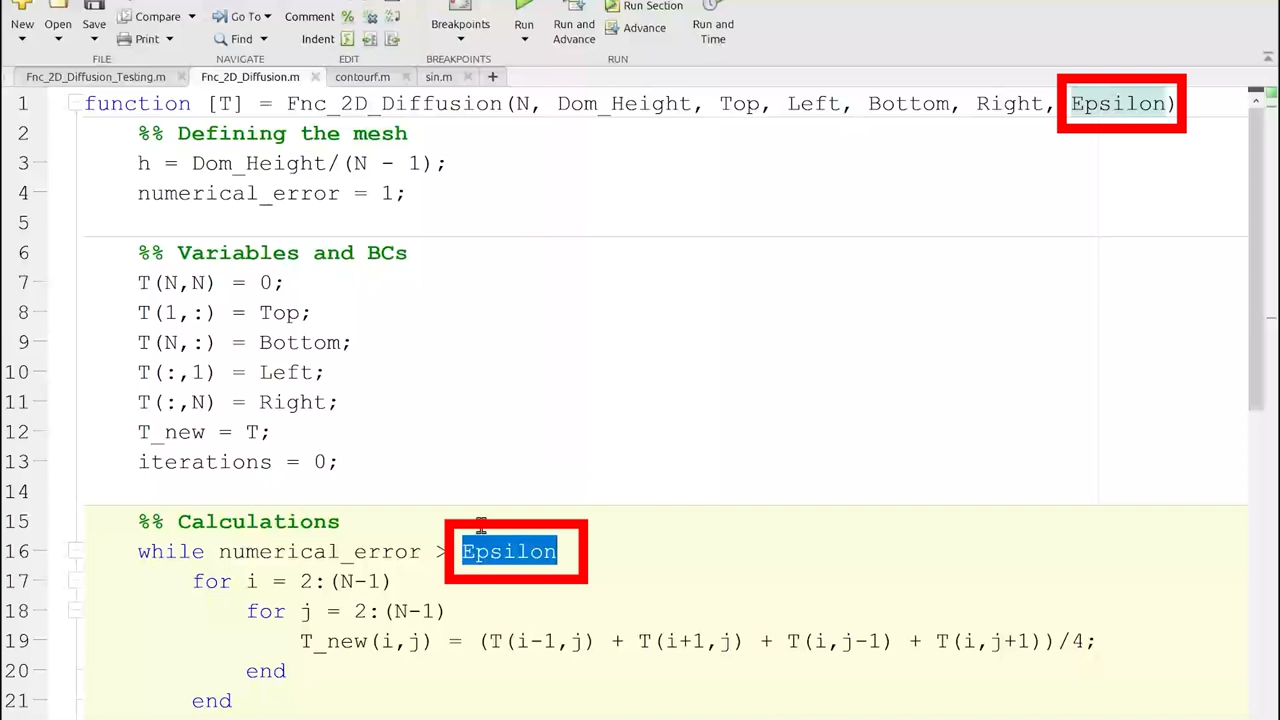 Compare Go To Comment Run Section
New Open Save Breakpoints Run Run and Advance Run and Time
Print Find Indent Advance
FILE NAVIGATE EDIT BREAKPOINTS RUN
Fnc_2D_Diffusion_Testing.m Fnc_2D_Diffusion.m contourf.m sin.m
1 function [T] = Fnc_2D_Diffusion(N, Dom_Height, Top, Left, Bottom, Right, Epsilon)
2 %% Defining the mesh
3 h = Dom_Height/(N - 1);
4 numerical_error = 1;
5
6 %% Variables and BCs
7 T(N,N) = 0;
8 T(1,:) = Top;
9 T(N,:) = Bottom;
10 T(:,1) = Left;
11 T(:,N) = Right;
12 T_new = T;
13 iterations = 0;
14
15 %% Calculations
16 while numerical_error > Epsilon
17 for i = 2:(N-1)
18 for j = 2:(N-1)
19 T_new(i,j) = (T(i-1,j) + T(i+1,j) + T(i,j-1) + T(i,j+1))/4;
20 end
21 end